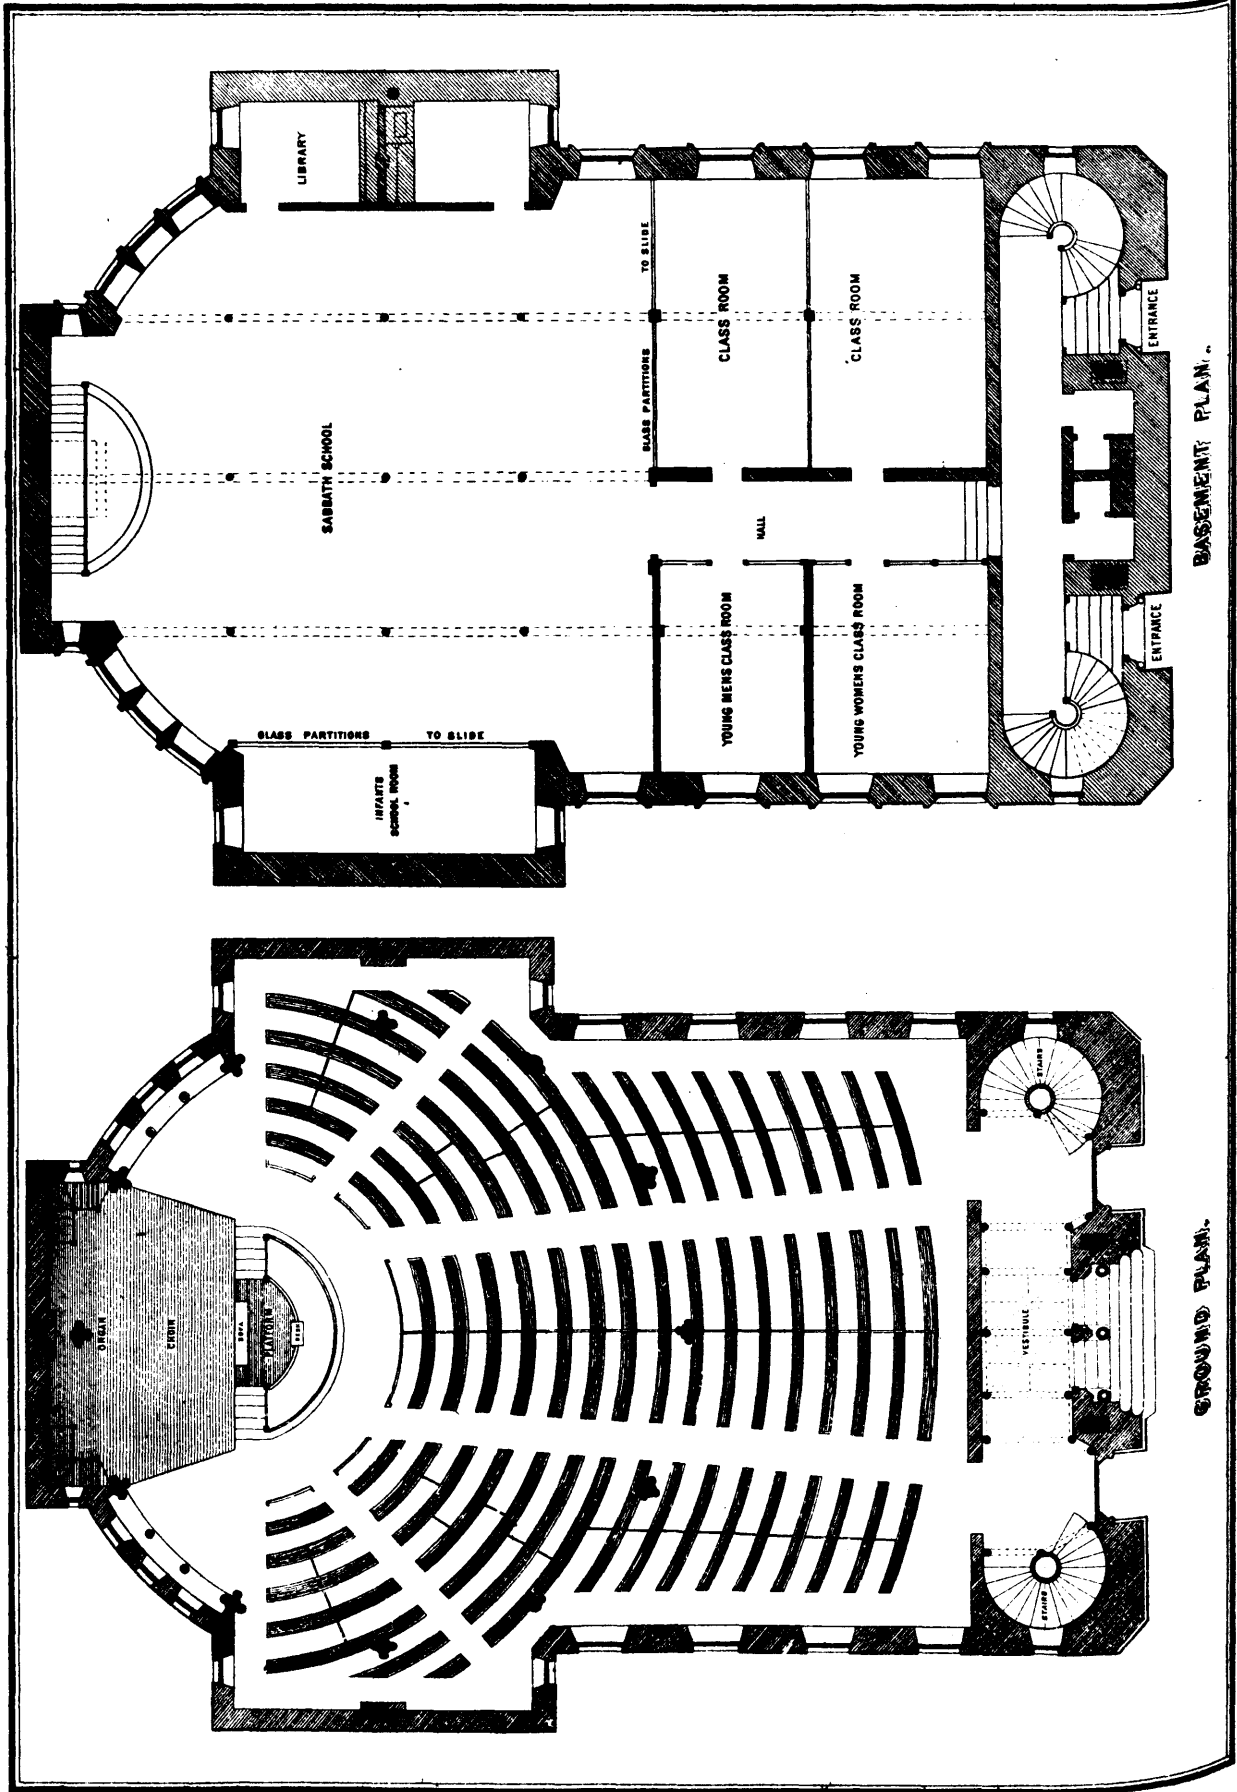 LIBRARY
TO SLIDE
GLASS PARTITIONS
CLASS ROOM
CLASS ROOM
SABBATH SCHOOL
HALL
YOUNG MENS CLASS ROOM
YOUNG WOMENS CLASS ROOM
GLASS PARTITIONS TO SLIDE
INFANTS
SCHOOL ROOM
ENTRANCE
ENTRANCE
BASEMENT PLAN.
ORGAN
CHOIR
SOFA
PLATFORM
DESK
VESTIBULE
STAIRS
STAIRS
GROUND PLAN.